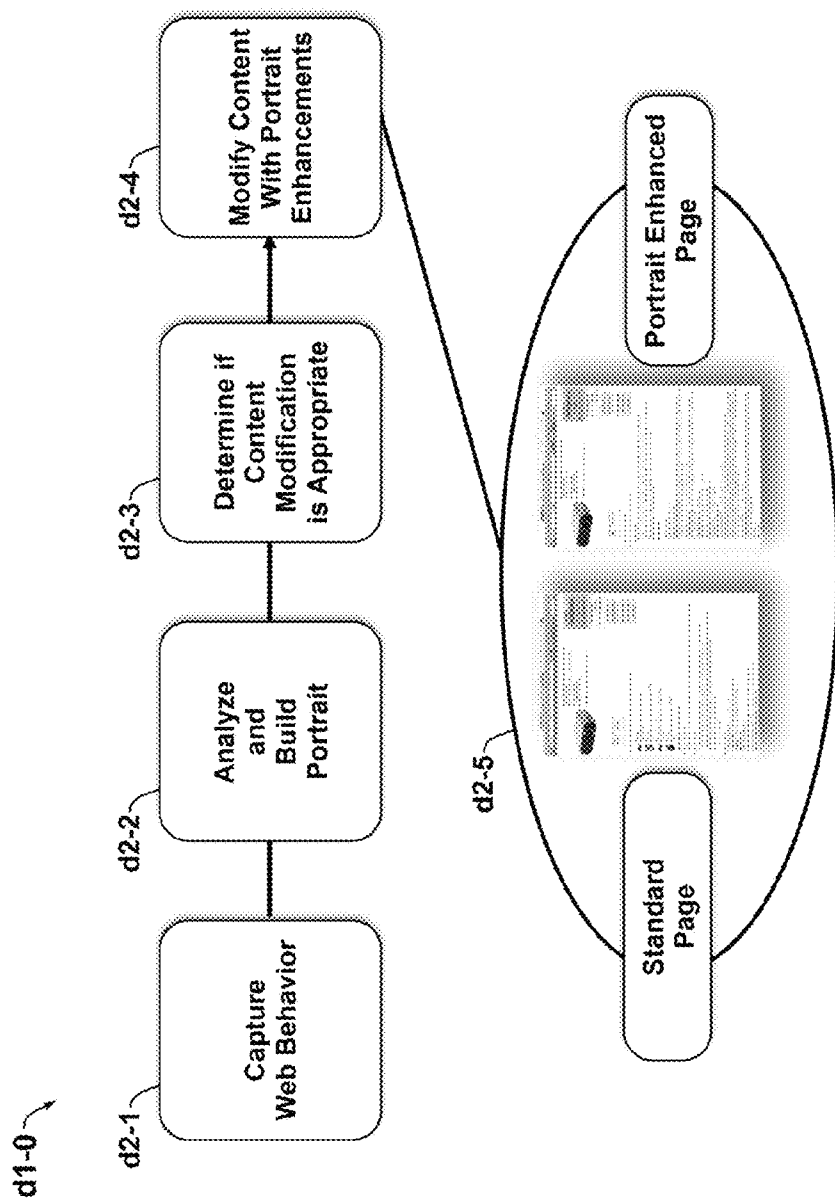 d1-0
d2-1
Capture
Web Behavior
d2-2
Analyze
and
Build
Portrait
d2-3
Determine if
Content
Modification
is Appropriate
d2-4
Modify Content
With Portrait
Enhancements
d2-5
Standard
Page
Portrait Enhanced
Page